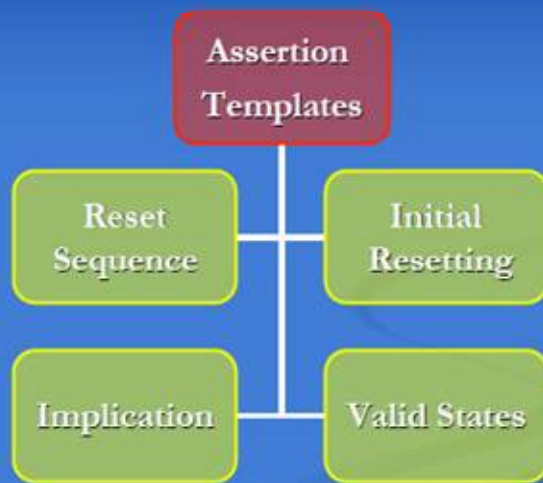 Assertion
Templates
Reset
Sequence
Initial
Resetting
Implication
Valid States